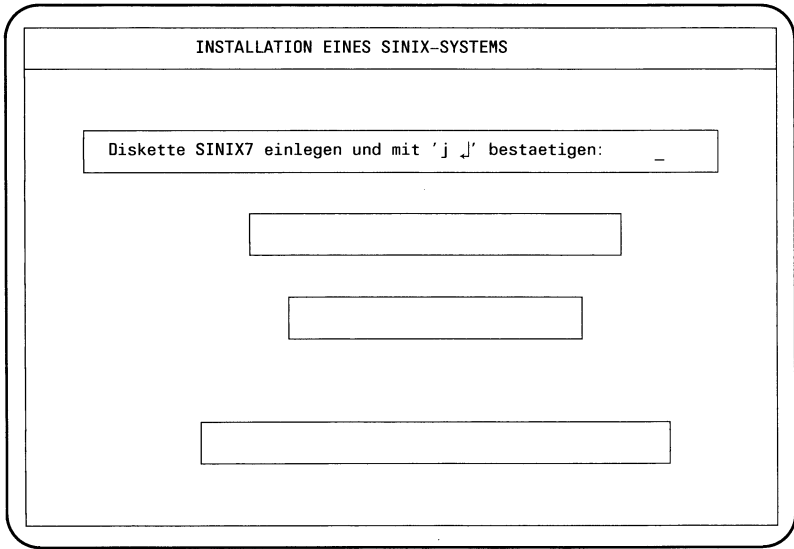 INSTALLATION EINES SINIX–SYSTEMS
Diskette SINIX7 einlegen und mit 'j ↵' bestaetigen: _